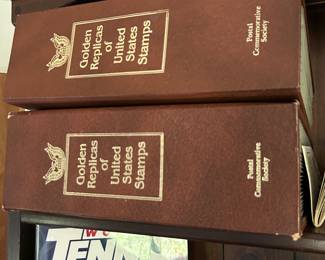 Golden
Replicas
of
United
States
Stamps
Postal
Commemorative
Society
Golden
Replicas
of
United
States
Stamps
Postal
Commemorative
Society